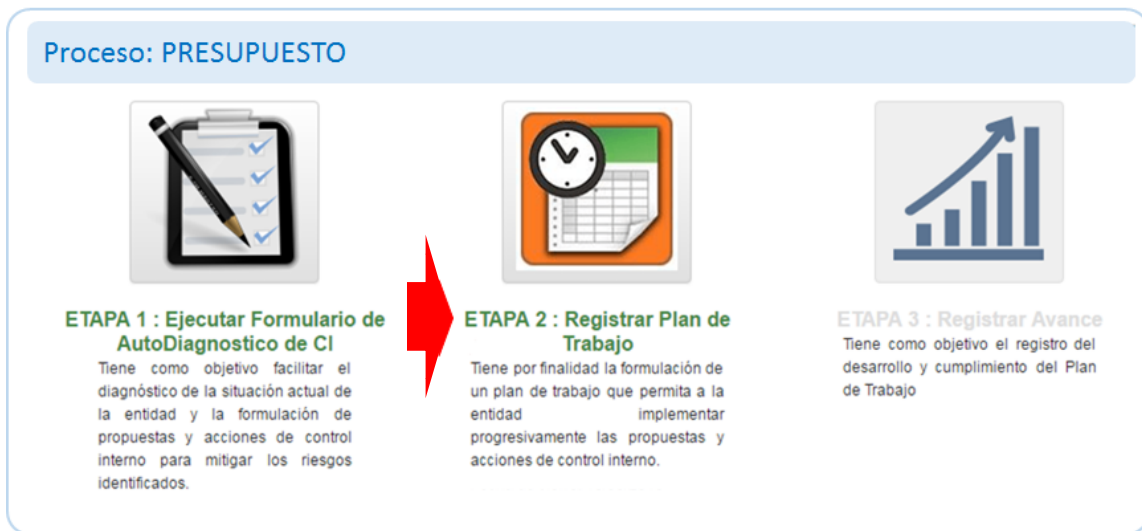 Proceso: PRESUPUESTO
ETAPA 1 : Ejecutar Formulario de
AutoDiagnostico de CI
Tiene como objetivo facilitar el
diagnóstico de la situación actual de
la entidad y la formulación de
propuestas y acciones de control
interno para mitigar los riesgos
identificados.
ETAPA 2 : Registrar Plan de
Trabajo
Tiene por finalidad la formulación de
un plan de trabajo que permita a la
entidad implementar
progresivamente las propuestas y
acciones de control interno.
ETAPA 3 : Registrar Avance
Tiene como objetivo el registro del
desarrollo y cumplimiento del Plan
de Trabajo